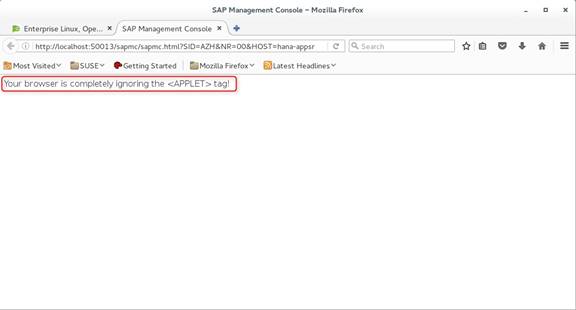 SAP Management Console - Mozilla Firefox
Enterprise Linux, Ope... SAP Management Console
http://localhost:50013/sapmc/sapmc.html?SID=AZH&NR=00&HOST=hana-appsr Search
Most Visited SUSE Getting Started Mozilla Firefox Latest Headlines
Your browser is completely ignoring the <APPLET> tag!